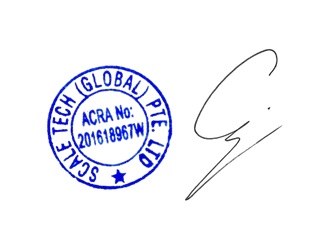 SCALE TECH (GLOBAL) PTE. LTD
ACRA No:
201618967W